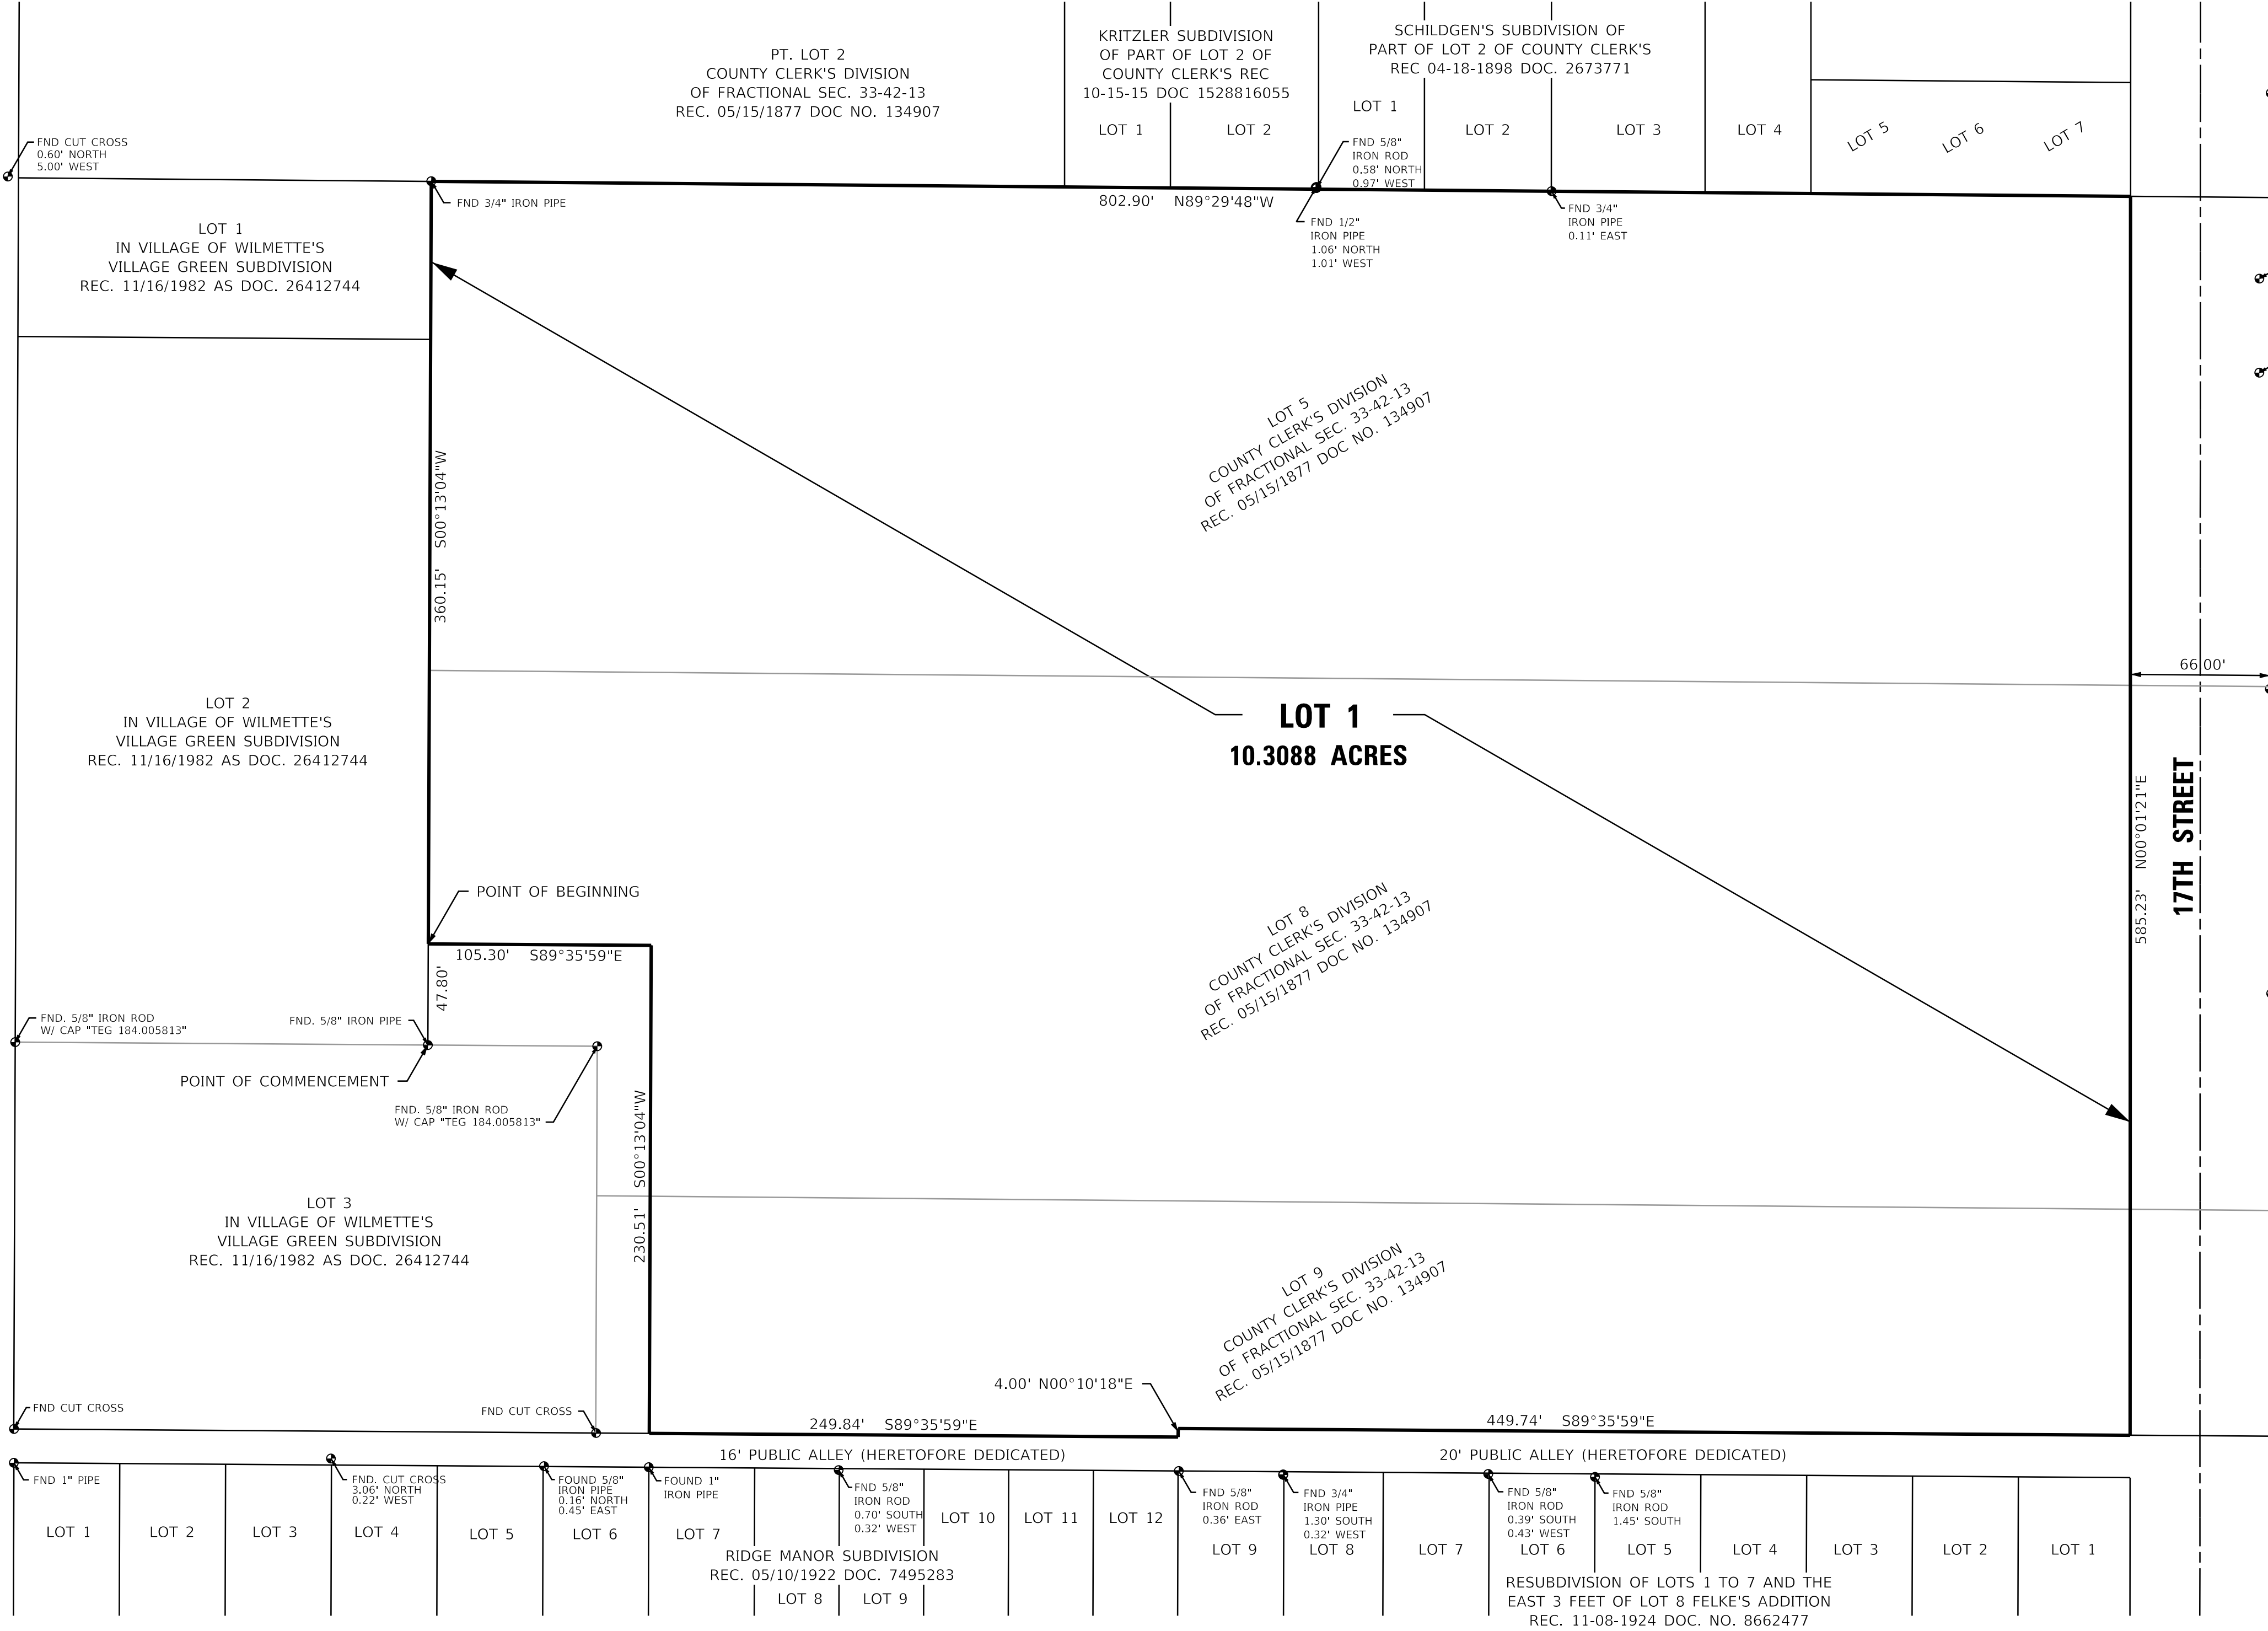 PT. LOT 2
COUNTY CLERK'S DIVISION
OF FRACTIONAL SEC. 33-42-13
REC. 05/15/1877 DOC NO. 134907
KRITZLER SUBDIVISION
OF PART OF LOT 2 OF
COUNTY CLERK'S REC
10-15-15 DOC 1528816055
LOT 1
LOT 2
SCHILDGEN'S SUBDIVISION OF
PART OF LOT 2 OF COUNTY CLERK'S
REC 04-18-1898 DOC. 2673771
LOT 1
LOT 2
LOT 3
LOT 4
LOT 5
LOT 6
LOT 7
FND CUT CROSS
0.60' NORTH
5.00' WEST
FND 5/8"
IRON ROD
0.58' NORTH
0.97' WEST
FND 3/4" IRON PIPE
802.90' N89°29'48"W
FND 1/2"
IRON PIPE
1.06' NORTH
1.01' WEST
FND 3/4"
IRON PIPE
0.11' EAST
LOT 1
IN VILLAGE OF WILMETTE'S
VILLAGE GREEN SUBDIVISION
REC. 11/16/1982 AS DOC. 26412744
360.15' S00°13'04"W
LOT 5
COUNTY CLERK'S DIVISION
OF FRACTIONAL SEC. 33-42-13
REC. 05/15/1877 DOC NO. 134907
66.00'
LOT 2
IN VILLAGE OF WILMETTE'S
VILLAGE GREEN SUBDIVISION
REC. 11/16/1982 AS DOC. 26412744
LOT 1
10.3088 ACRES
585.23' N00°01'21"E
17TH STREET
POINT OF BEGINNING
105.30' S89°35'59"E
47.80'
LOT 8
COUNTY CLERK'S DIVISION
OF FRACTIONAL SEC. 33-42-13
REC. 05/15/1877 DOC NO. 134907
FND. 5/8" IRON ROD
W/ CAP "TEG 184.005813"
FND. 5/8" IRON PIPE
POINT OF COMMENCEMENT
FND. 5/8" IRON ROD
W/ CAP "TEG 184.005813"
230.51' S00°13'04"W
LOT 3
IN VILLAGE OF WILMETTE'S
VILLAGE GREEN SUBDIVISION
REC. 11/16/1982 AS DOC. 26412744
LOT 9
COUNTY CLERK'S DIVISION
OF FRACTIONAL SEC. 33-42-13
REC. 05/15/1877 DOC NO. 134907
4.00' N00°10'18"E
FND CUT CROSS
FND CUT CROSS
249.84' S89°35'59"E
449.74' S89°35'59"E
16' PUBLIC ALLEY (HERETOFORE DEDICATED)
20' PUBLIC ALLEY (HERETOFORE DEDICATED)
FND 1" PIPE
FND. CUT CROSS
3.06' NORTH
0.22' WEST
FOUND 5/8"
IRON PIPE
0.16' NORTH
0.45' EAST
FOUND 1"
IRON PIPE
FND 5/8"
IRON ROD
0.70' SOUTH
0.32' WEST
FND 5/8"
IRON ROD
0.36' EAST
FND 3/4"
IRON PIPE
1.30' SOUTH
0.32' WEST
FND 5/8"
IRON ROD
0.39' SOUTH
0.43' WEST
FND 5/8"
IRON ROD
1.45' SOUTH
LOT 1
LOT 2
LOT 3
LOT 4
LOT 5
LOT 6
LOT 7
LOT 10
LOT 11
LOT 12
RIDGE MANOR SUBDIVISION
REC. 05/10/1922 DOC. 7495283
LOT 8
LOT 9
LOT 9
LOT 8
LOT 7
LOT 6
LOT 5
LOT 4
LOT 3
LOT 2
LOT 1
RESUBDIVISION OF LOTS 1 TO 7 AND THE
EAST 3 FEET OF LOT 8 FELKE'S ADDITION
REC. 11-08-1924 DOC. NO. 8662477